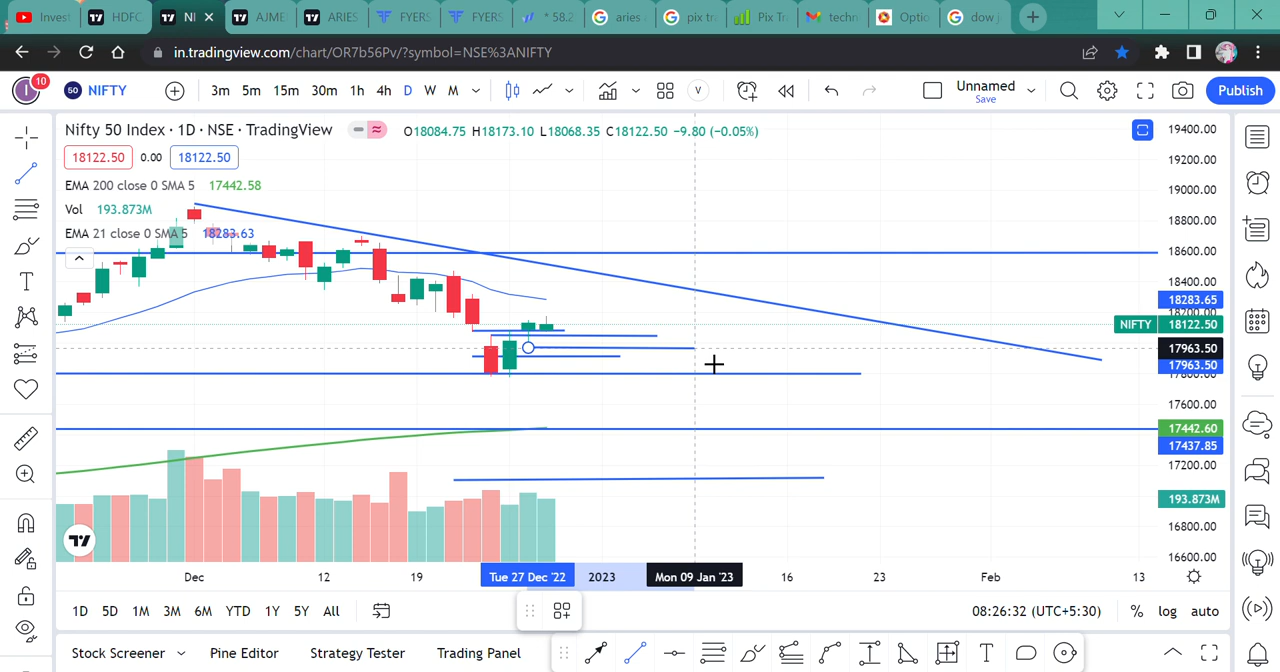 Invest
HDFC
NI
AJME
ARIES
FYERS
FYERS
* 58.2
aries
pix tra
Pix Tr
techn
Optio
dow j
in.tradingview.com/chart/OR7b56Pv/?symbol=NSE%3ANIFTY
I 10 50 NIFTY 3m 5m 15m 30m 1h 4h D W M V Unnamed Save Publish
Nifty 50 Index · 1D · NSE · TradingView O18084.75 H18173.10 L18068.35 C18122.50 −9.80 (−0.05%)
18122.50 0.00 18122.50
EMA 200 close 0 SMA 5 17442.58
Vol 193.873M
EMA 21 close 0 SMA 5 18283.63
19400.00
19200.00
19000.00
18800.00
18600.00
18400.00
18283.65
18200.00
NIFTY 18122.50
17963.50
17963.50
17800.00
17600.00
17442.60
17437.85
17200.00
193.873M
16800.00
16600.00
Dec 12 19 Tue 27 Dec '22 2023 Mon 09 Jan '23 16 23 Feb 13
1D 5D 1M 3M 6M YTD 1Y 5Y All 08:26:32 (UTC+5:30) % log auto
Stock Screener Pine Editor Strategy Tester Trading Panel